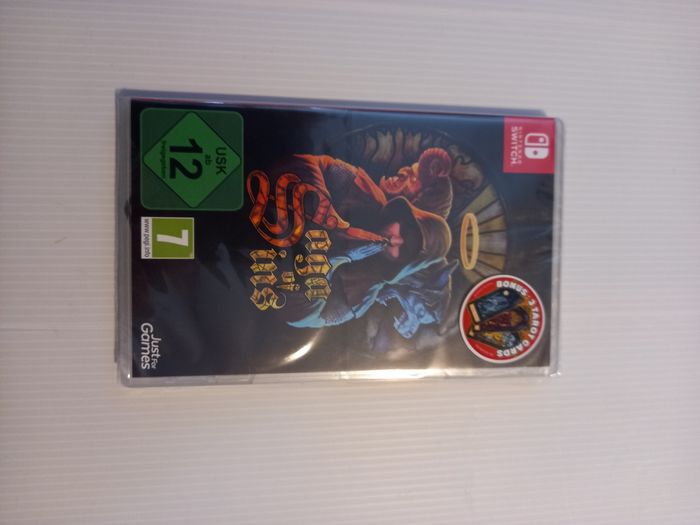 NINTENDO
SWITCH
BONUS : 2 TAROT CARDS
Saga
of
Sins
USK
ab
12
freigegeben
7
www.pegi.info
Just For
Games